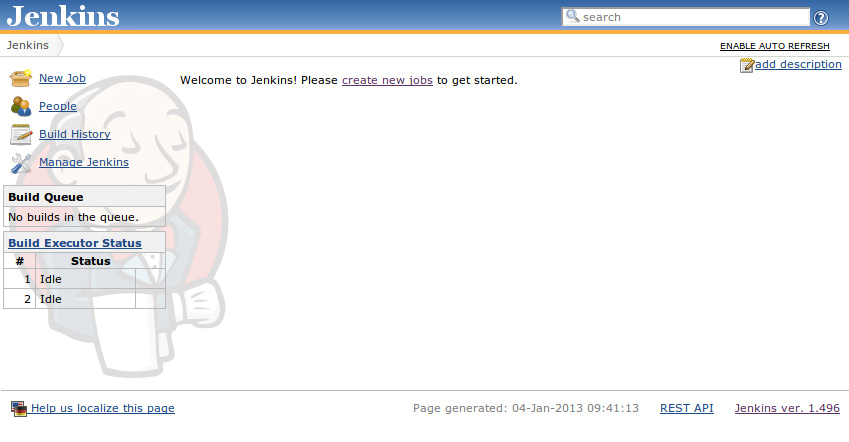 Jenkins
search
Jenkins
ENABLE AUTO REFRESH
add description
New Job
Welcome to Jenkins! Please create new jobs to get started.
People
Build History
Manage Jenkins
Build Queue
No builds in the queue.
Build Executor Status
# Status
1 Idle
2 Idle
Help us localize this page
Page generated: 04-Jan-2013 09:41:13 REST API Jenkins ver. 1.496